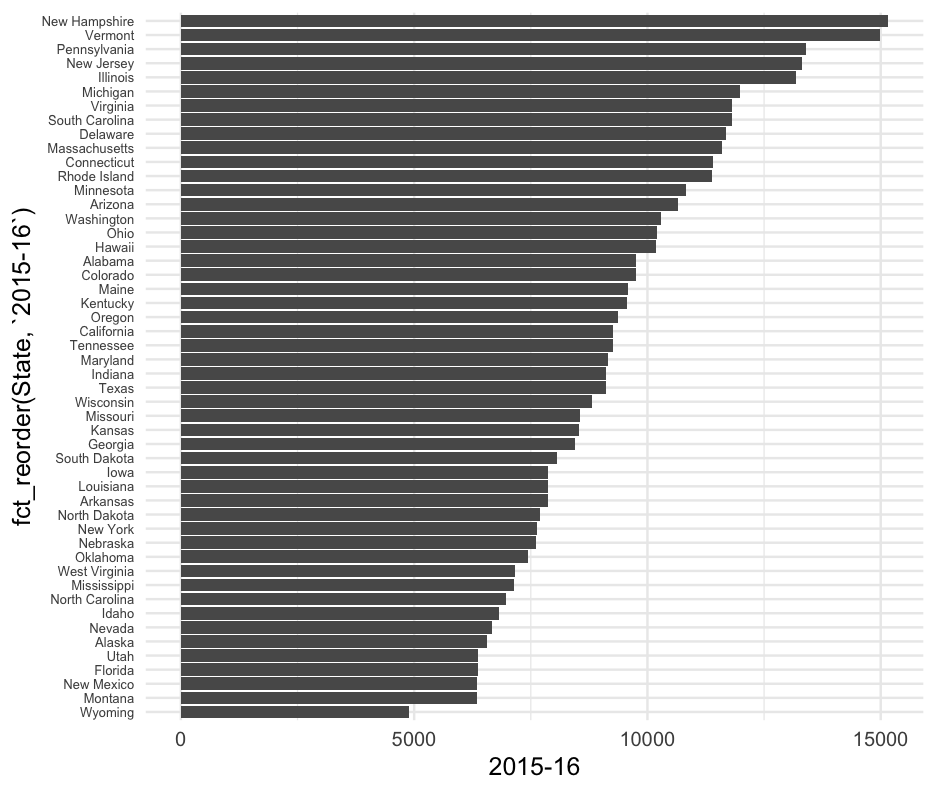 New Hampshire
Vermont
Pennsylvania
New Jersey
Illinois
Michigan
Virginia
South Carolina
Delaware
Massachusetts
Connecticut
Rhode Island
Minnesota
Arizona
Washington
Ohio
Hawaii
Alabama
Colorado
Maine
Kentucky
Oregon
California
Tennessee
Maryland
Indiana
Texas
Wisconsin
Missouri
Kansas
Georgia
South Dakota
Iowa
Louisiana
Arkansas
North Dakota
New York
Nebraska
Oklahoma
West Virginia
Mississippi
North Carolina
Idaho
Nevada
Alaska
Utah
Florida
New Mexico
Montana
Wyoming
fct_reorder(State, `2015-16`)
0 5000 10000 15000
2015-16